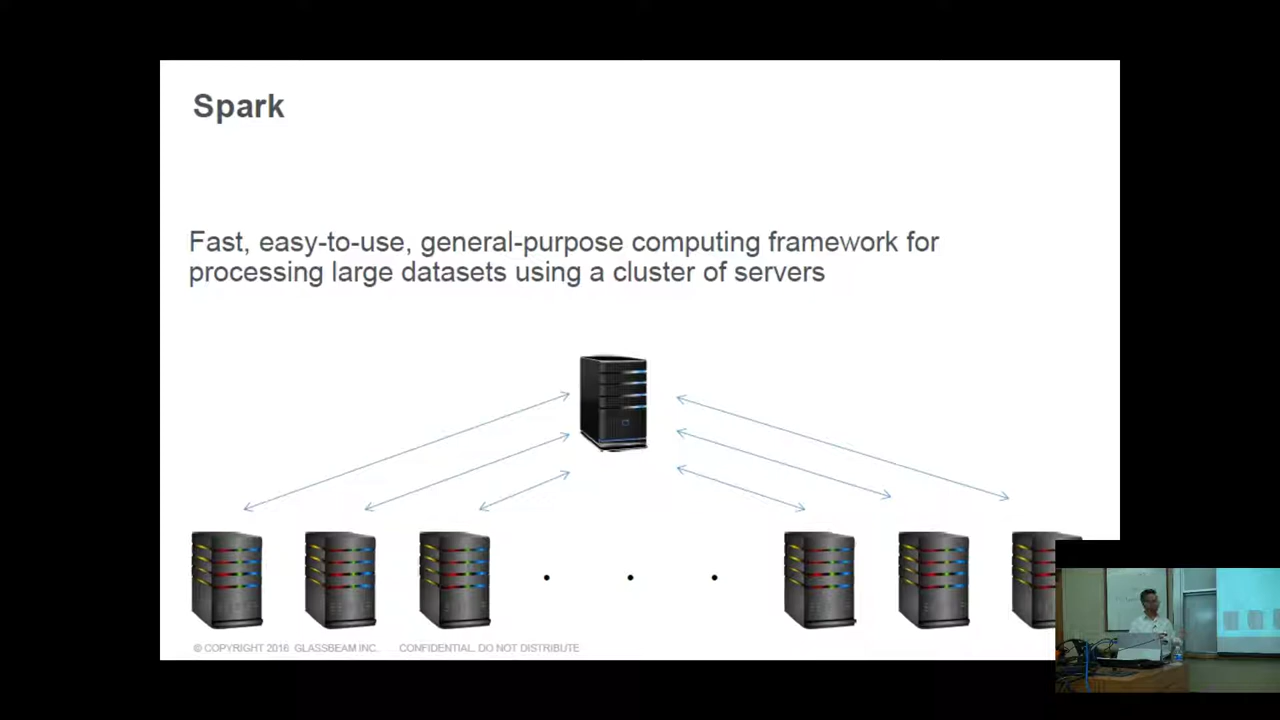 Spark
Fast, easy-to-use, general-purpose computing framework for
processing large datasets using a cluster of servers
© COPYRIGHT 2016 GLASSBEAM INC. CONFIDENTIAL. DO NOT DISTRIBUTE